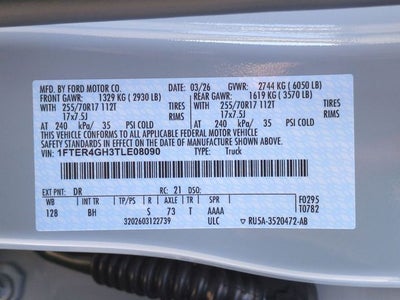 MFD. BY FORD MOTOR CO. 03/26 GVWR: 2744 KG ( 6050 LB)
FRONT GAWR: 1329 KG ( 2930 LB) REAR GAWR: 1619 KG ( 3570 LB)
WITH 255/70R17 112T TIRES WITH 255/70R17 112T TIRES
17x7.5J RIMS 17x7.5J RIMS
AT 240 kPa/ 35 PSI COLD AT 240 kPa/ 35 PSI COLD
THIS VEHICLE CONFORMS TO ALL APPLICABLE FEDERAL MOTOR VEHICLE
SAFETY STANDARDS IN EFFECT ON THE DATE OF MANUFACTURE SHOWN ABOVE.
VIN: 1FTER4GH3TLE08090 TYPE: Truck
EXT PNT: DR RC: 21 DSO: F0295
WB INT TR TP/PS R AXLE TR SPR T0782
128 BH S 73 T AAAA
3202603122739 ULC RU5A-3520472-AB